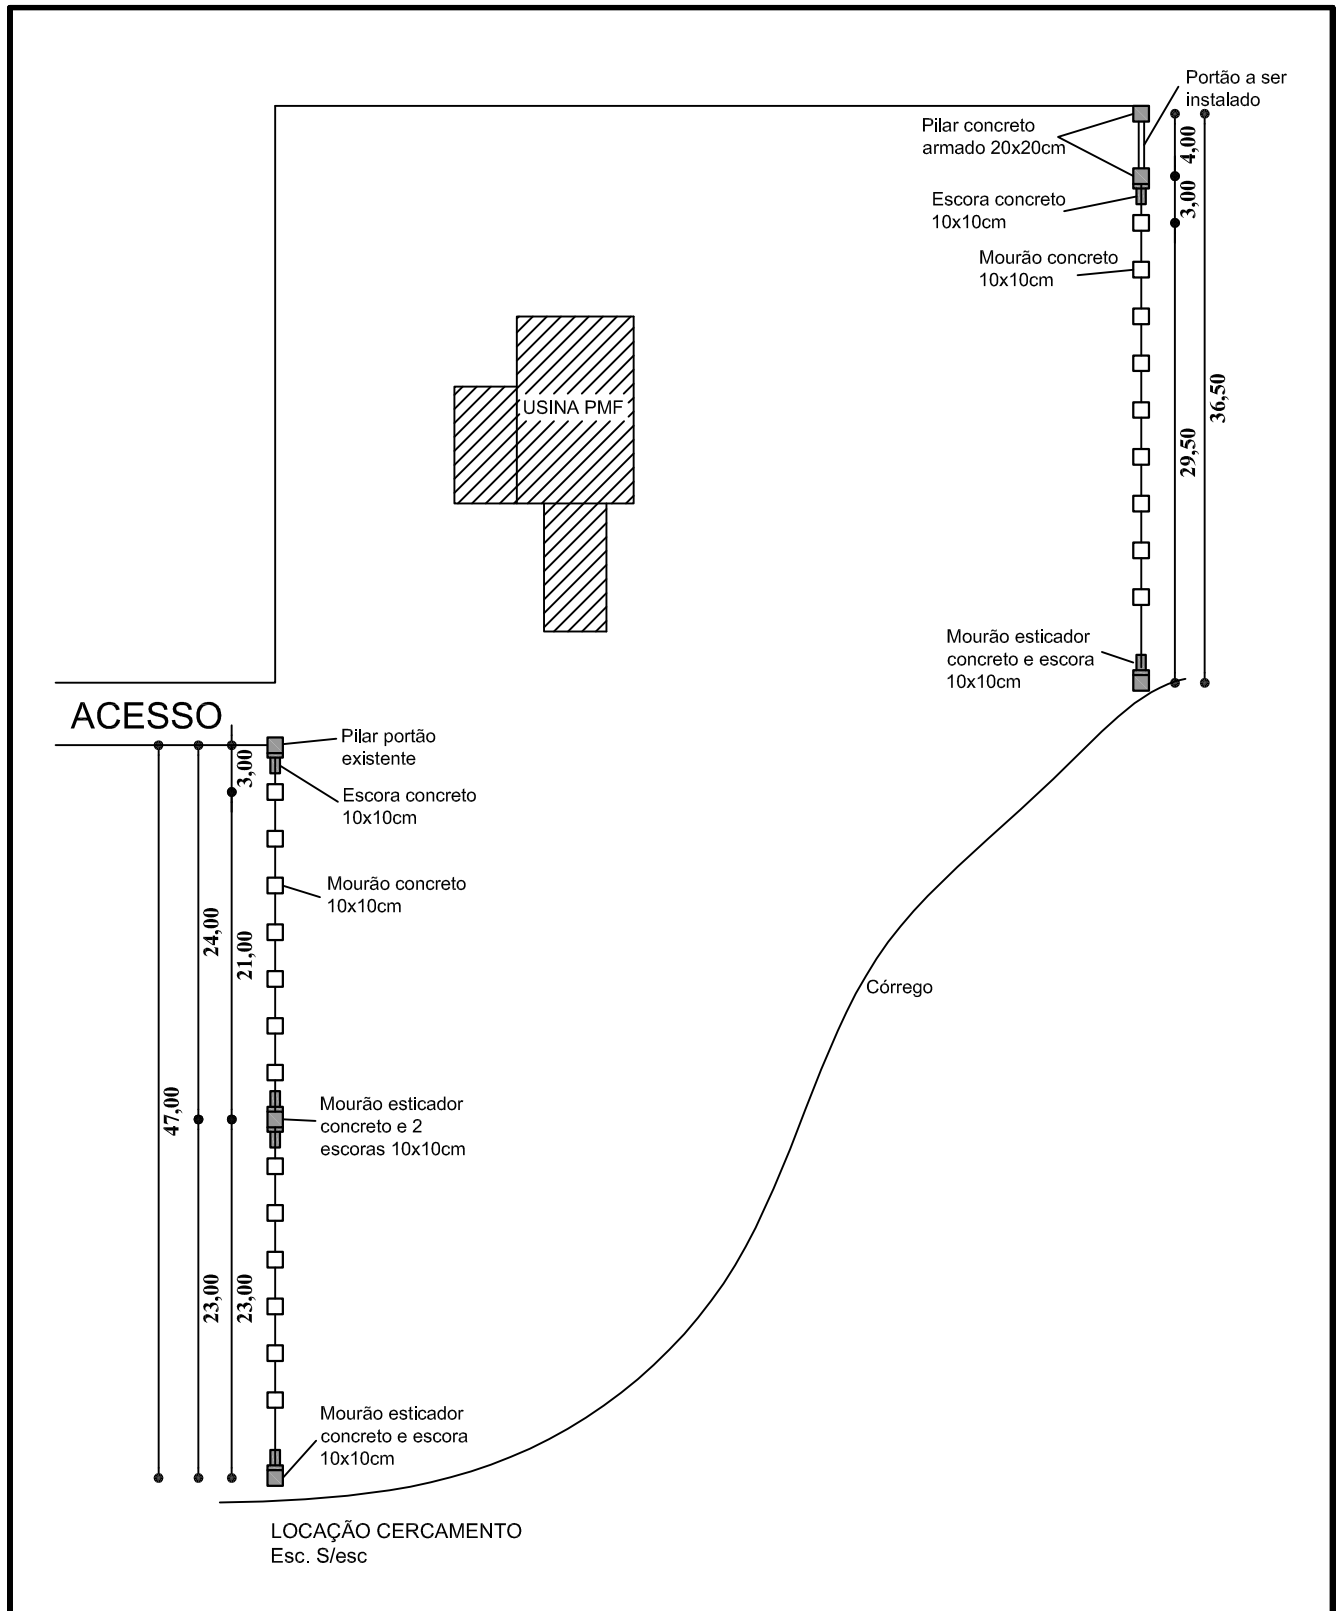 Portão a ser
instalado
Pilar concreto
armado 20x20cm
4,00
3,00
Escora concreto
10x10cm
Mourão concreto
10x10cm
36,50
29,50
USINA PMF
Mourão esticador
concreto e escora
10x10cm
ACESSO
Pilar portão
existente
3,00
Escora concreto
10x10cm
Mourão concreto
10x10cm
24,00
21,00
Córrego
47,00
Mourão esticador
concreto e 2
escoras 10x10cm
23,00
23,00
Mourão esticador
concreto e escora
10x10cm
LOCAÇÃO CERCAMENTO
Esc. S/esc